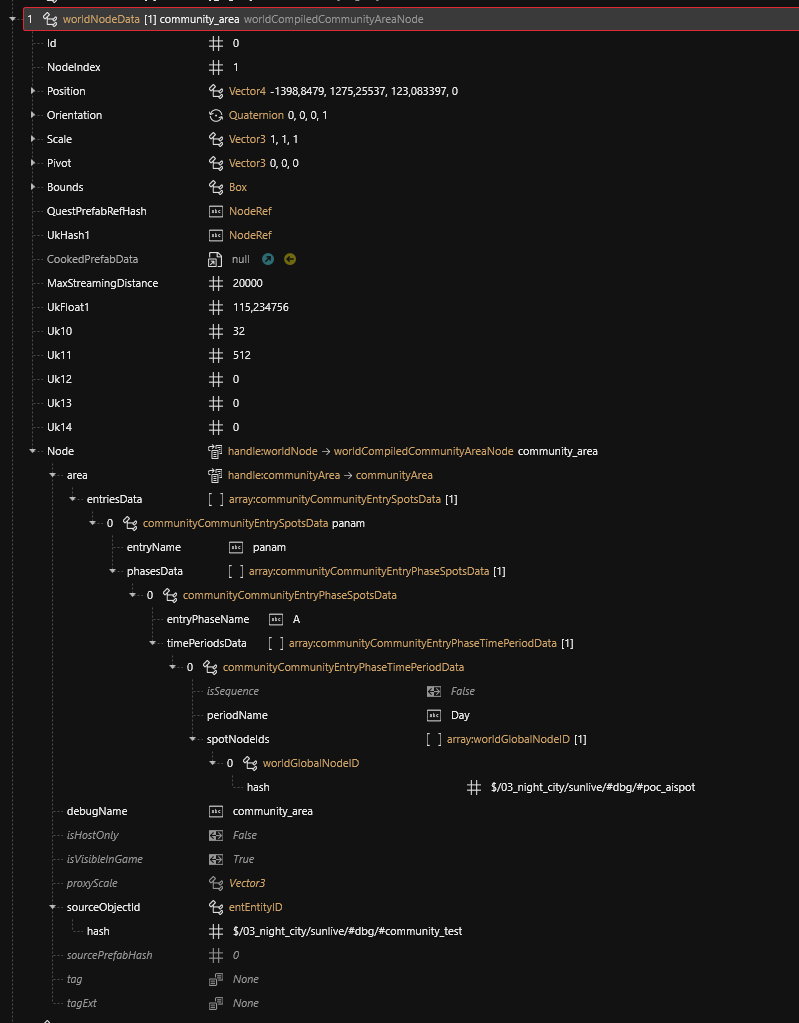 1 worldNodeData [1] community_area worldCompiledCommunityAreaNode
Id # 0
NodeIndex # 1
Position Vector4 -1398,8479, 1275,25537, 123,083397, 0
Orientation Quaternion 0, 0, 0, 1
Scale Vector3 1, 1, 1
Pivot Vector3 0, 0, 0
Bounds Box
QuestPrefabRefHash abc NodeRef
UkHash1 abc NodeRef
CookedPrefabData null
MaxStreamingDistance # 20000
UkFloat1 # 115,234756
Uk10 # 32
Uk11 # 512
Uk12 # 0
Uk13 # 0
Uk14 # 0
Node handle:worldNode → worldCompiledCommunityAreaNode community_area
area handle:communityArea → communityArea
entriesData [ ] array:communityCommunityEntrySpotsData [1]
0 communityCommunityEntrySpotsData panam
entryName abc panam
phasesData [ ] array:communityCommunityEntryPhaseSpotsData [1]
0 communityCommunityEntryPhaseSpotsData
entryPhaseName abc A
timePeriodsData [ ] array:communityCommunityEntryPhaseTimePeriodData [1]
0 communityCommunityEntryPhaseTimePeriodData
isSequence False
periodName abc Day
spotNodeIds [ ] array:worldGlobalNodeID [1]
0 worldGlobalNodeID
hash # $/03_night_city/sunlive/#dbg/#poc_aispot
debugName abc community_area
isHostOnly False
isVisibleInGame True
proxyScale Vector3
sourceObjectId entEntityID
hash # $/03_night_city/sunlive/#dbg/#community_test
sourcePrefabHash # 0
tag None
tagExt None